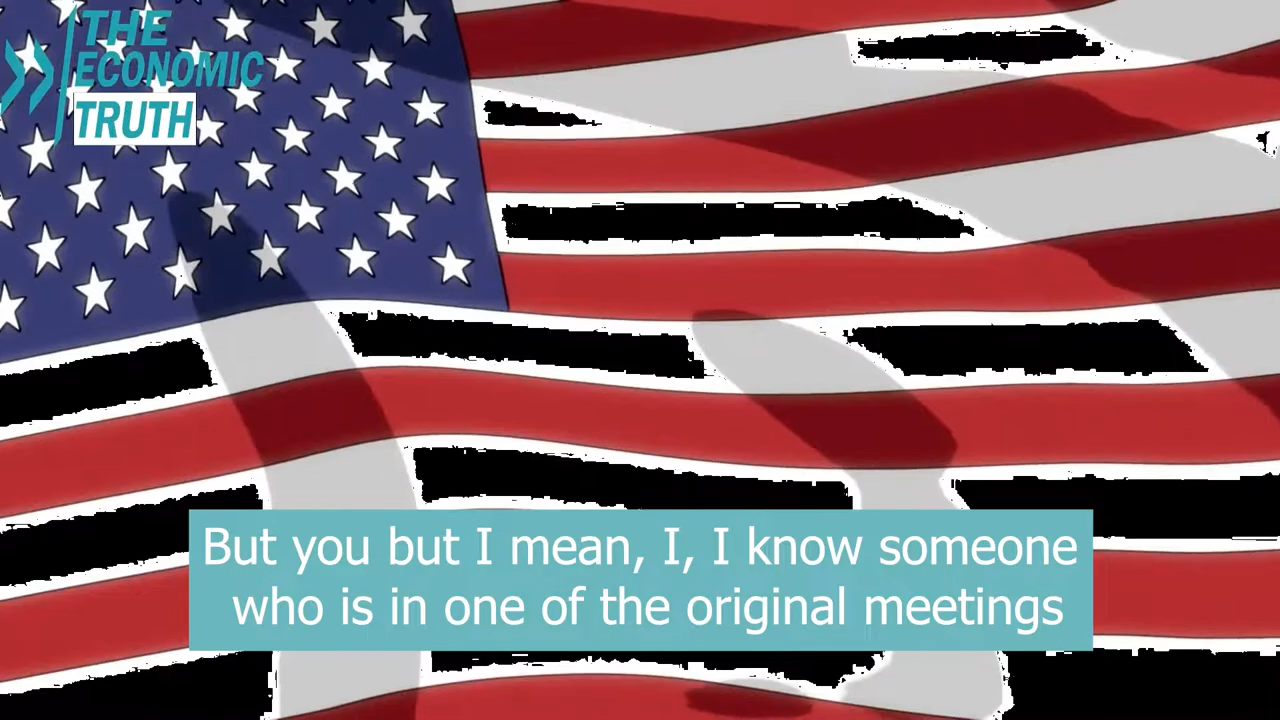 THE
ECONOMIC
TRUTH
But you but I mean, I, I know someone
who is in one of the original meetings